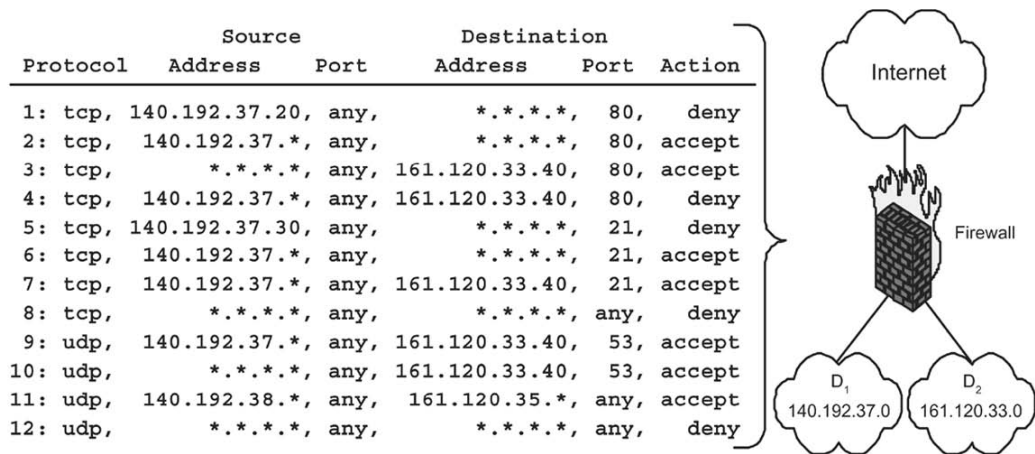 Source Destination
Protocol Address Port Address Port Action
1: tcp, 140.192.37.20, any, *.*.*.*, 80, deny
2: tcp, 140.192.37.*, any, *.*.*.*, 80, accept
3: tcp, *.*.*.*, any, 161.120.33.40, 80, accept
4: tcp, 140.192.37.*, any, 161.120.33.40, 80, deny
5: tcp, 140.192.37.30, any, *.*.*.*, 21, deny
6: tcp, 140.192.37.*, any, *.*.*.*, 21, accept
7: tcp, 140.192.37.*, any, 161.120.33.40, 21, accept
8: tcp, *.*.*.*, any, *.*.*.*, any, deny
9: udp, 140.192.37.*, any, 161.120.33.40, 53, accept
10: udp, *.*.*.*, any, 161.120.33.40, 53, accept
11: udp, 140.192.38.*, any, 161.120.35.*, any, accept
12: udp, *.*.*.*, any, *.*.*.*, any, deny
Internet
Firewall
D₁
140.192.37.0
D₂
161.120.33.0